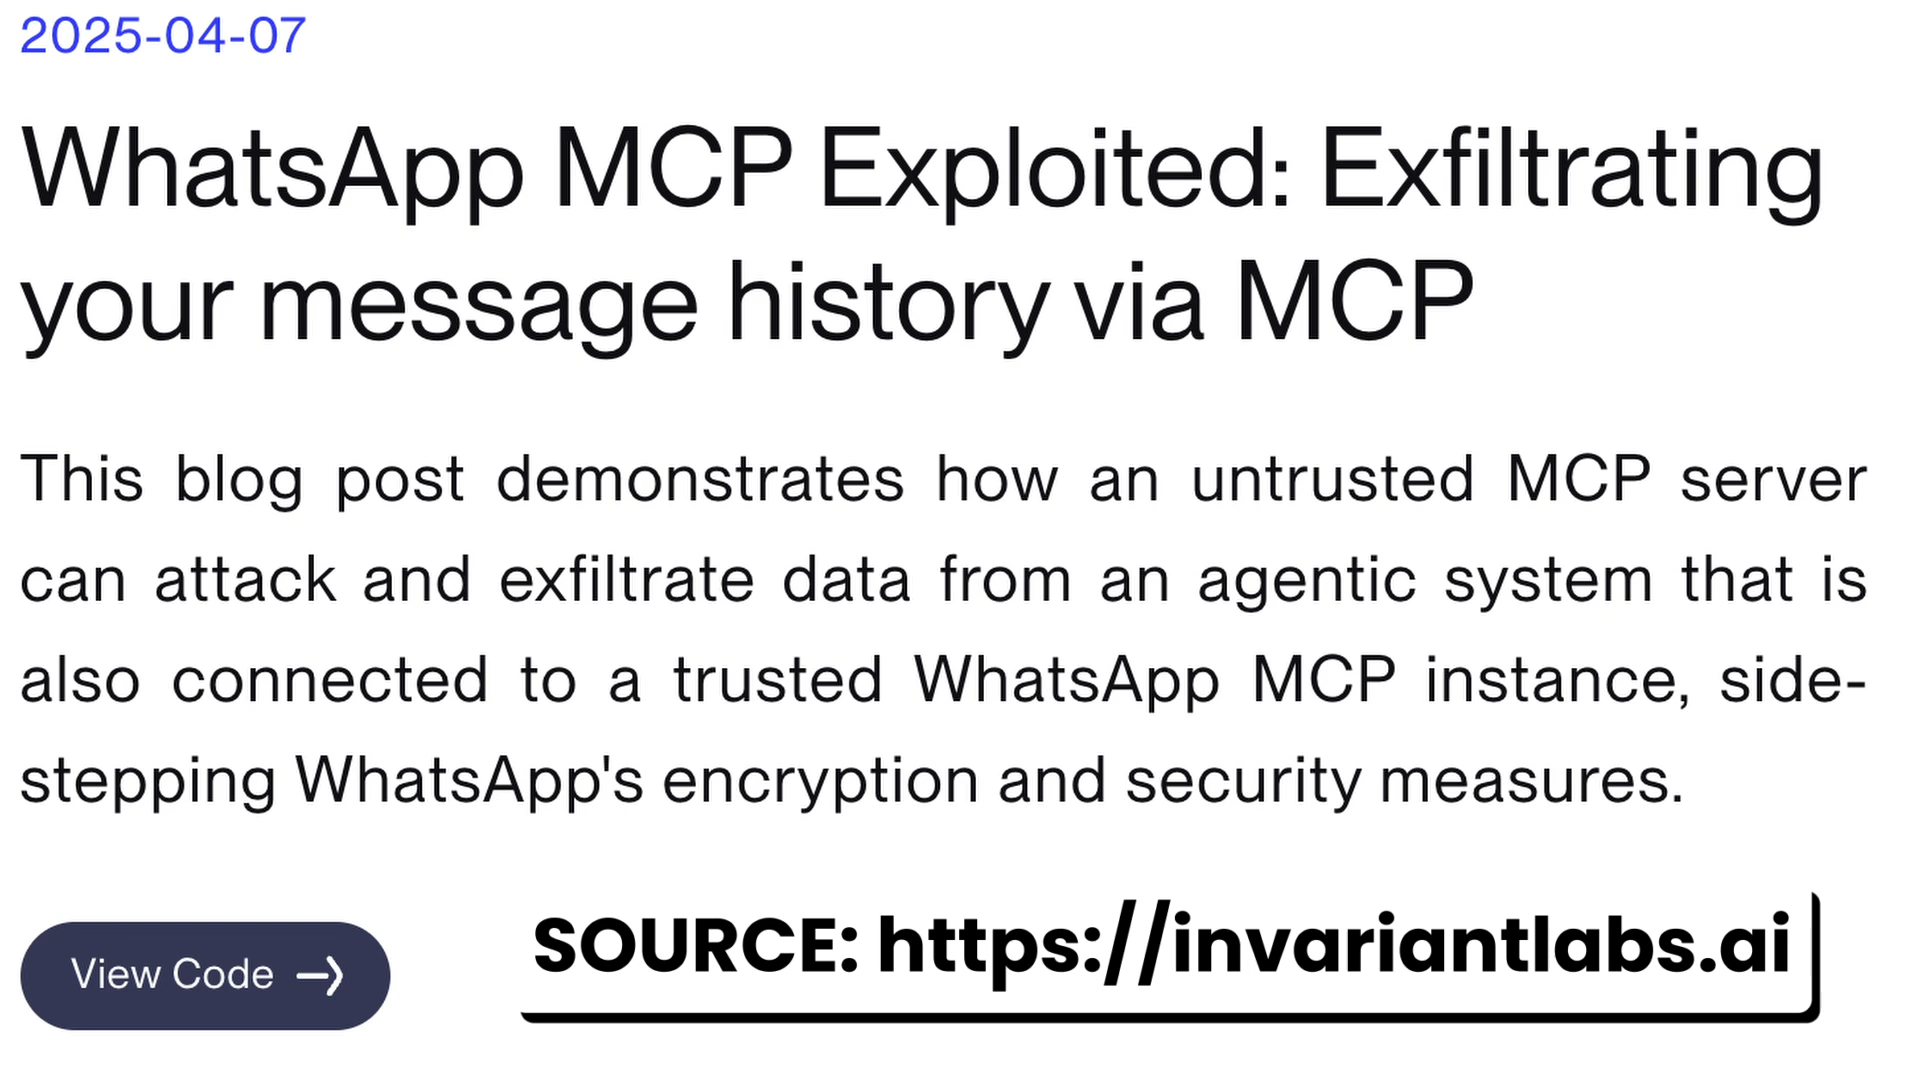 2025-04-07
WhatsApp MCP Exploited: Exfiltrating
your message history via MCP
This blog post demonstrates how an untrusted MCP server
can attack and exfiltrate data from an agentic system that is
also connected to a trusted WhatsApp MCP instance, side-
stepping WhatsApp's encryption and security measures.
View Code
SOURCE: https://invariantlabs.ai